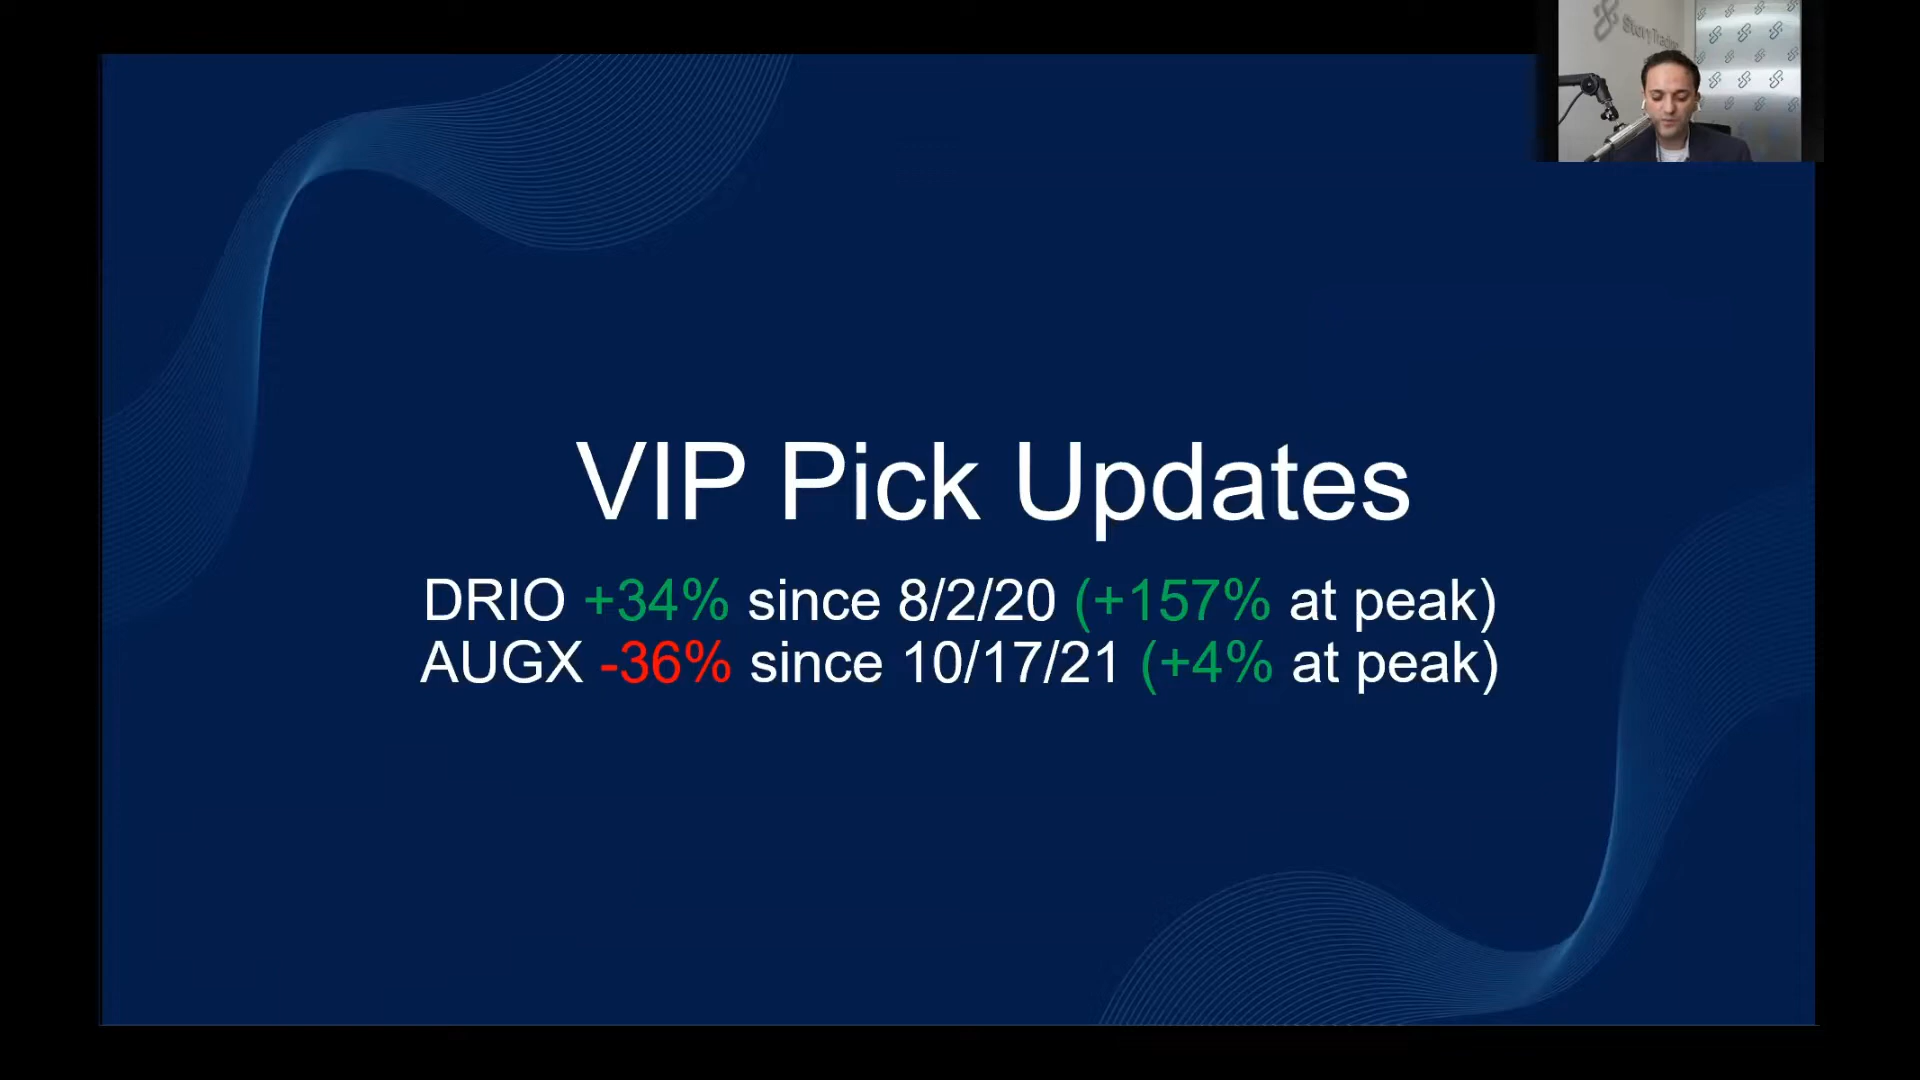 VIP Pick Updates
DRIO +34% since 8/2/20 (+157% at peak)
AUGX -36% since 10/17/21 (+4% at peak)